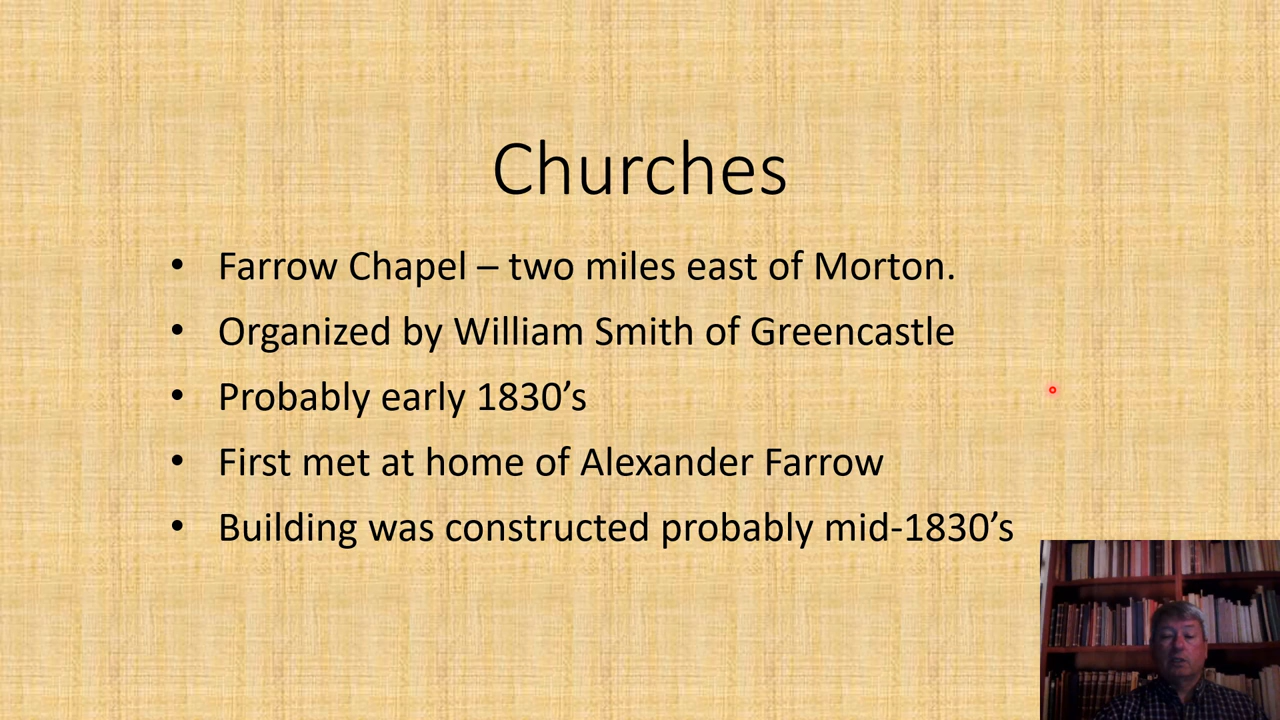 Churches
• Farrow Chapel – two miles east of Morton.
• Organized by William Smith of Greencastle
• Probably early 1830’s
• First met at home of Alexander Farrow
• Building was constructed probably mid-1830’s